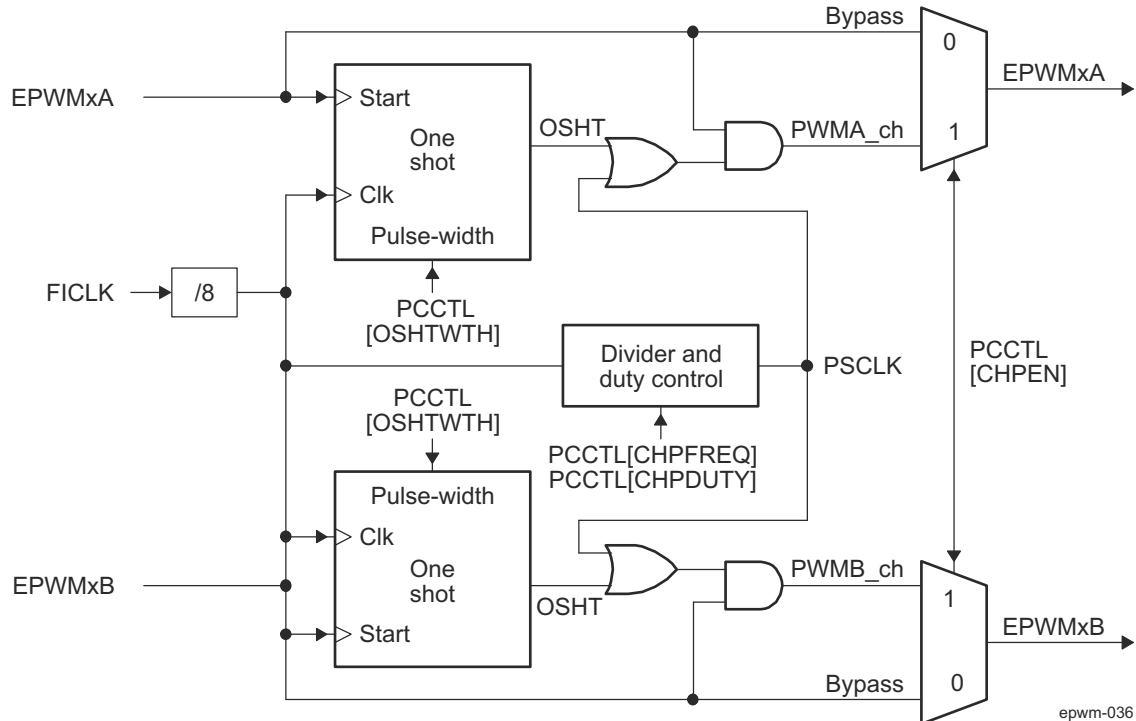 Bypass
0
EPWMxA
EPWMxA
Start
OSHT
One
shot
PWMA_ch
1
Clk
Pulse-width
FICLK
/8
PCCTL
[OSHTWTH]
Divider and
duty control
PSCLK
PCCTL
[CHPEN]
PCCTL
[OSHTWTH]
PCCTL[CHPFREQ]
PCCTL[CHPDUTY]
Pulse-width
Clk
PWMB_ch
EPWMxB
One
shot
OSHT
1
EPWMxB
Start
Bypass
0
epwm-036